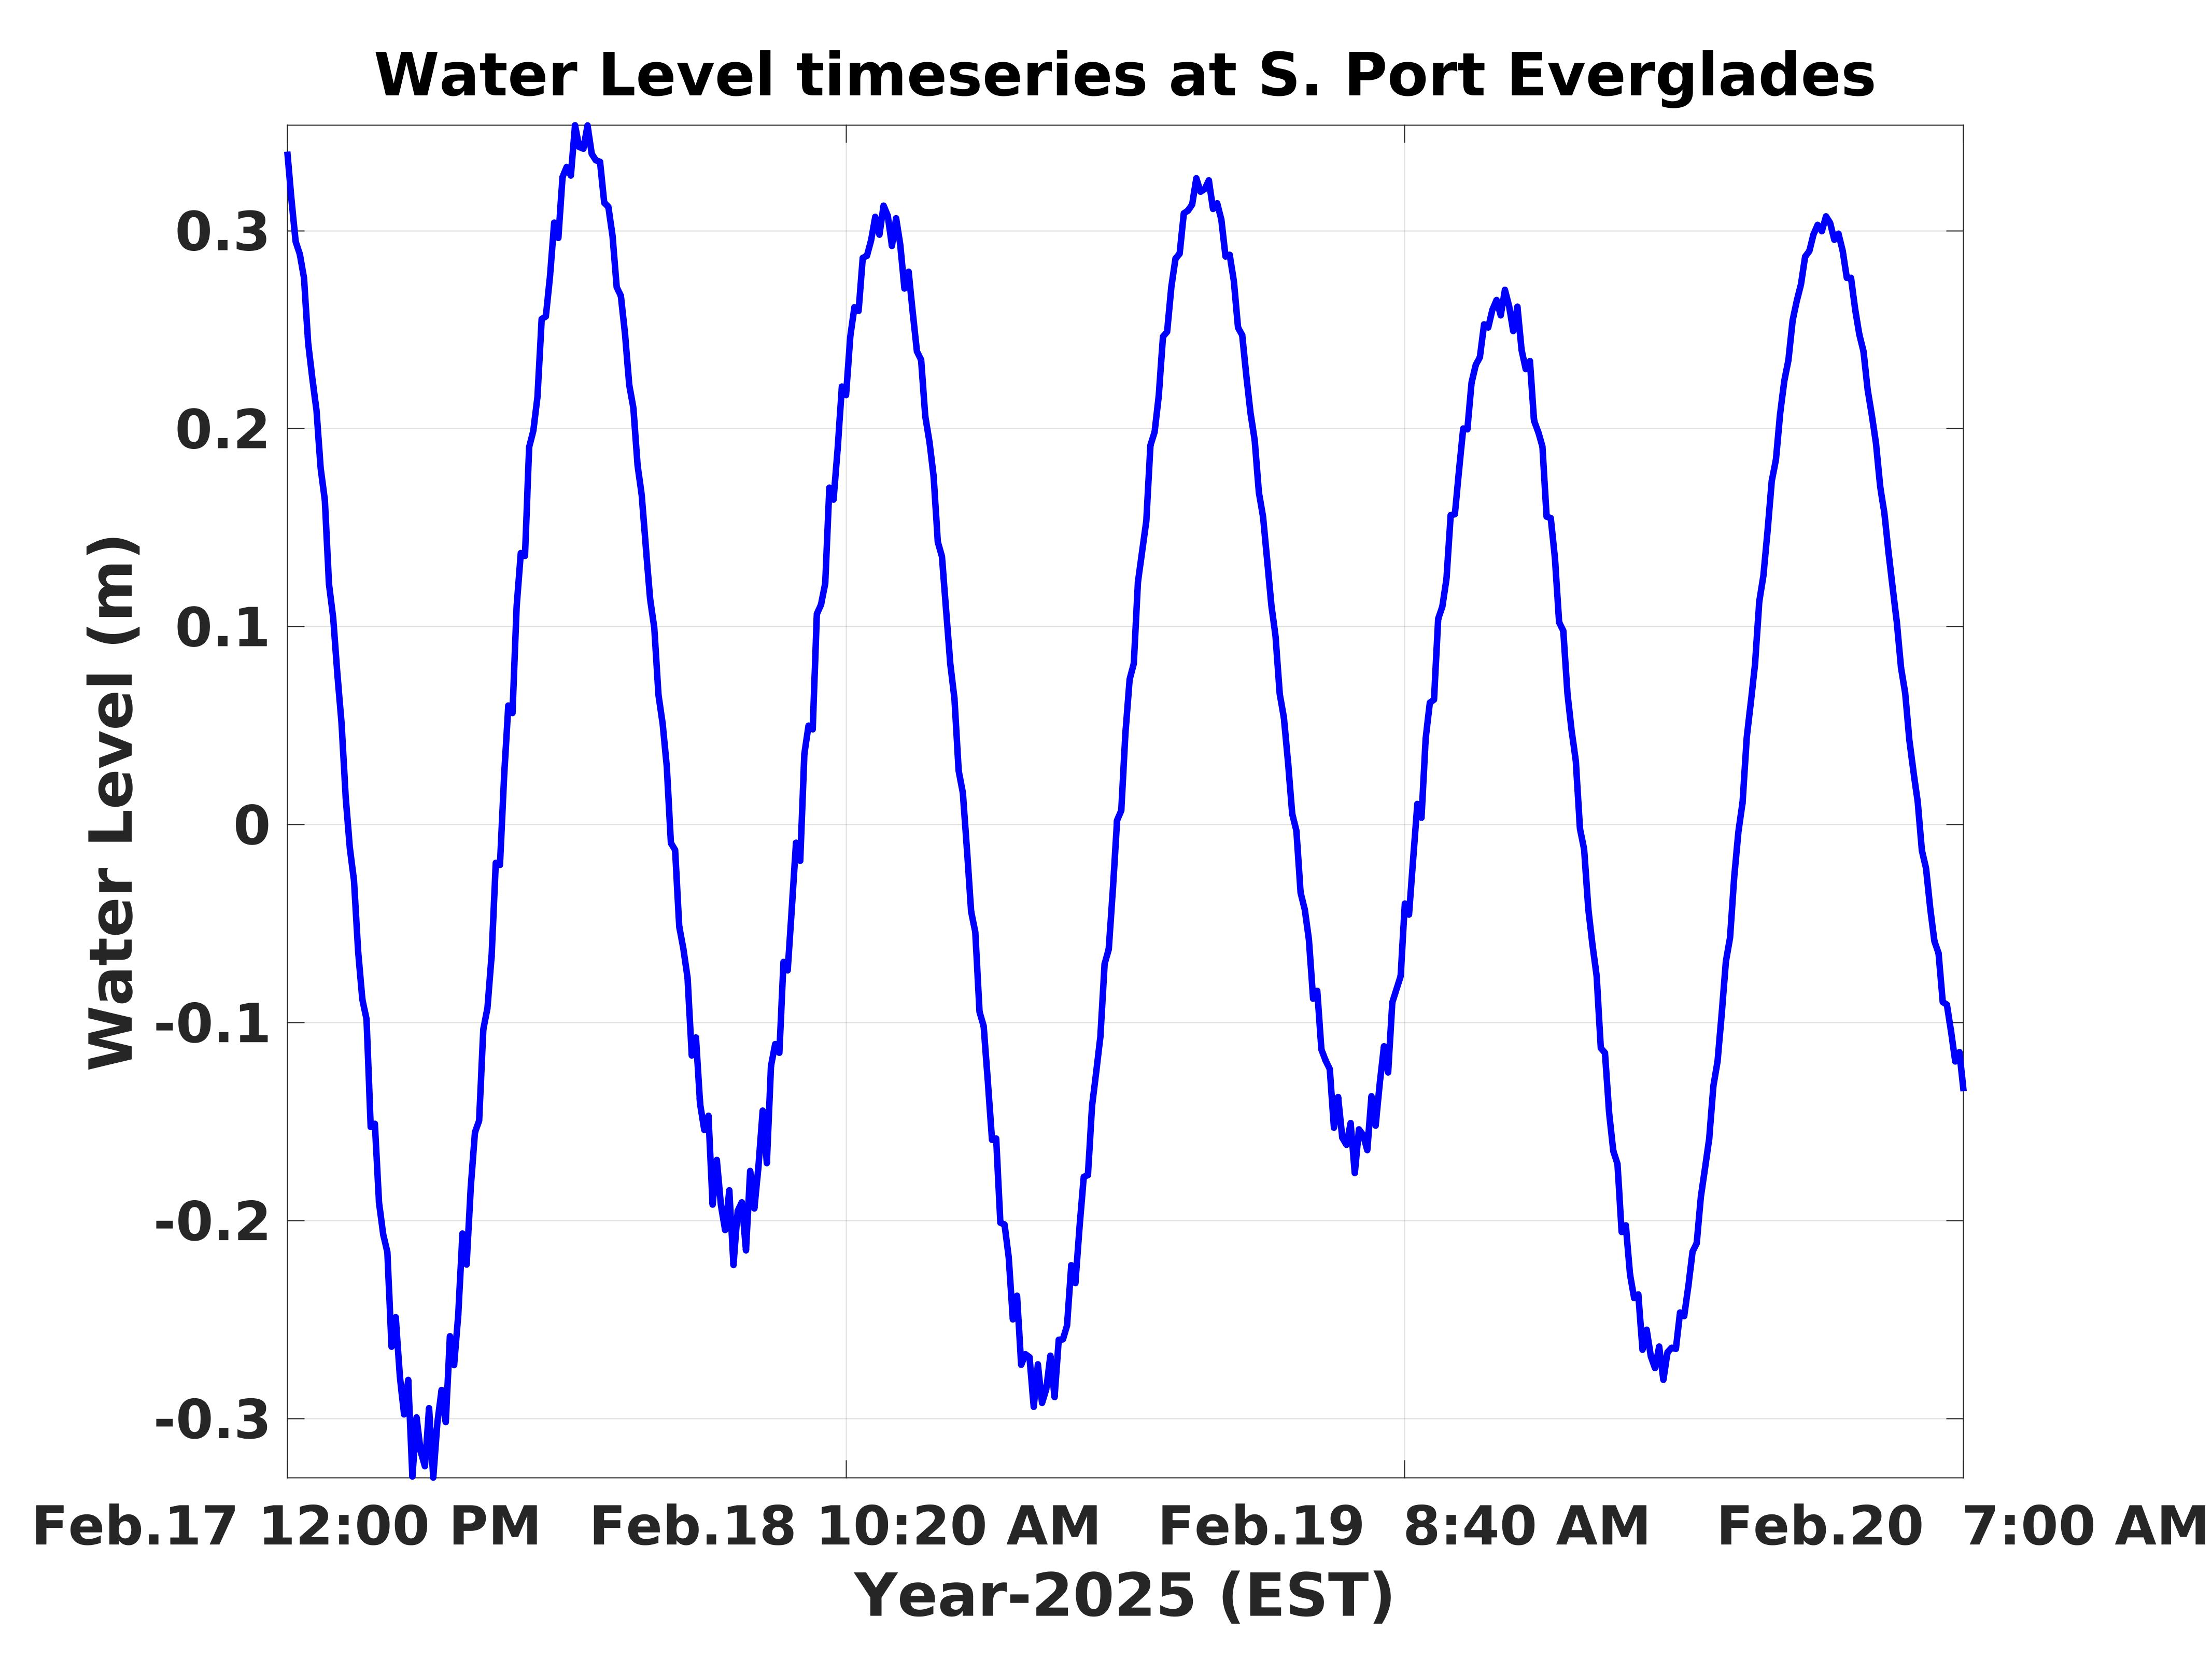 Water Level timeseries at S. Port Everglades
0.3
0.2
0.1
0
-0.1
-0.2
-0.3
Water Level (m)
Feb.17 12:00 PM Feb.18 10:20 AM Feb.19 8:40 AM Feb.20 7:00 AM
Year-2025 (EST)